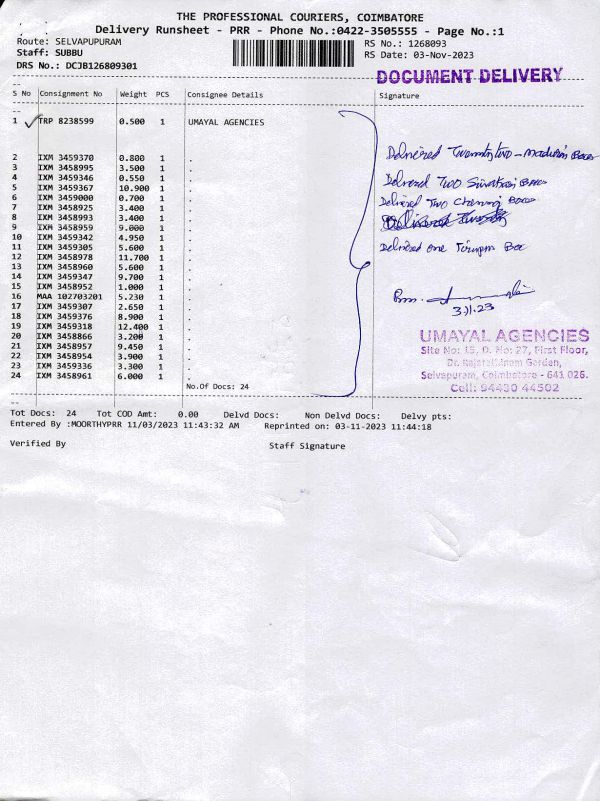 THE PROFESSIONAL COURIERS, COIMBATORE
Delivery Runsheet - PRR - Phone No.:0422-3505555 - Page No.:1
Route: SELVAPUPURAM
RS No.: 1268093
Staff: SUBBU
RS Date: 03-Nov-2023
DRS No.: DCJB126809301
DOCUMENT DELIVERY
S No Consignment No Weight PCS Consignee Details Signature
1 TRP 8238599 0.500 1 UMAYAL AGENCIES
2 IXM 3459370 0.800 1 .
3 IXM 3458995 3.500 1 .
4 IXM 3459346 0.550 1 .
5 IXM 3459367 10.900 1 .
6 IXM 3459000 0.700 1 .
7 IXM 3458925 3.400 1 .
8 IXM 3458993 3.400 1 .
9 IXM 3458959 9.000 1 .
10 IXM 3459342 4.950 1 .
11 IXM 3459305 5.600 1 .
12 IXM 3458978 11.700 1 .
13 IXM 3458960 5.600 1 .
14 IXM 3459347 9.700 1 .
15 IXM 3458952 1.000 1 .
16 MAA 102703201 5.230 1 .
17 IXM 3459307 2.650 1 .
18 IXM 3459376 8.900 1 .
19 IXM 3459318 12.400 1 .
20 IXM 3458866 3.200 1 .
21 IXM 3458957 9.450 1 .
22 IXM 3458954 3.900 1 .
23 IXM 3459336 3.300 1 .
24 IXM 3458961 6.000 1 .
No.Of Docs: 24
Delivered Two
Delivered Two
Delivered one
3.11.23
UMAYAL AGENCIES
Site No: 15, D. No: 27, First Floor,
Garden,
Selvapuram, Coimbatore - 641 026.
Cell: 94430 44502
Tot Docs: 24 Tot COD Amt: 0.00 Delvd Docs: Non Delvd Docs: Delvy pts:
Entered By :MOORTHYPRR 11/03/2023 11:43:32 AM Reprinted on: 03-11-2023 11:44:18
Verified By Staff Signature